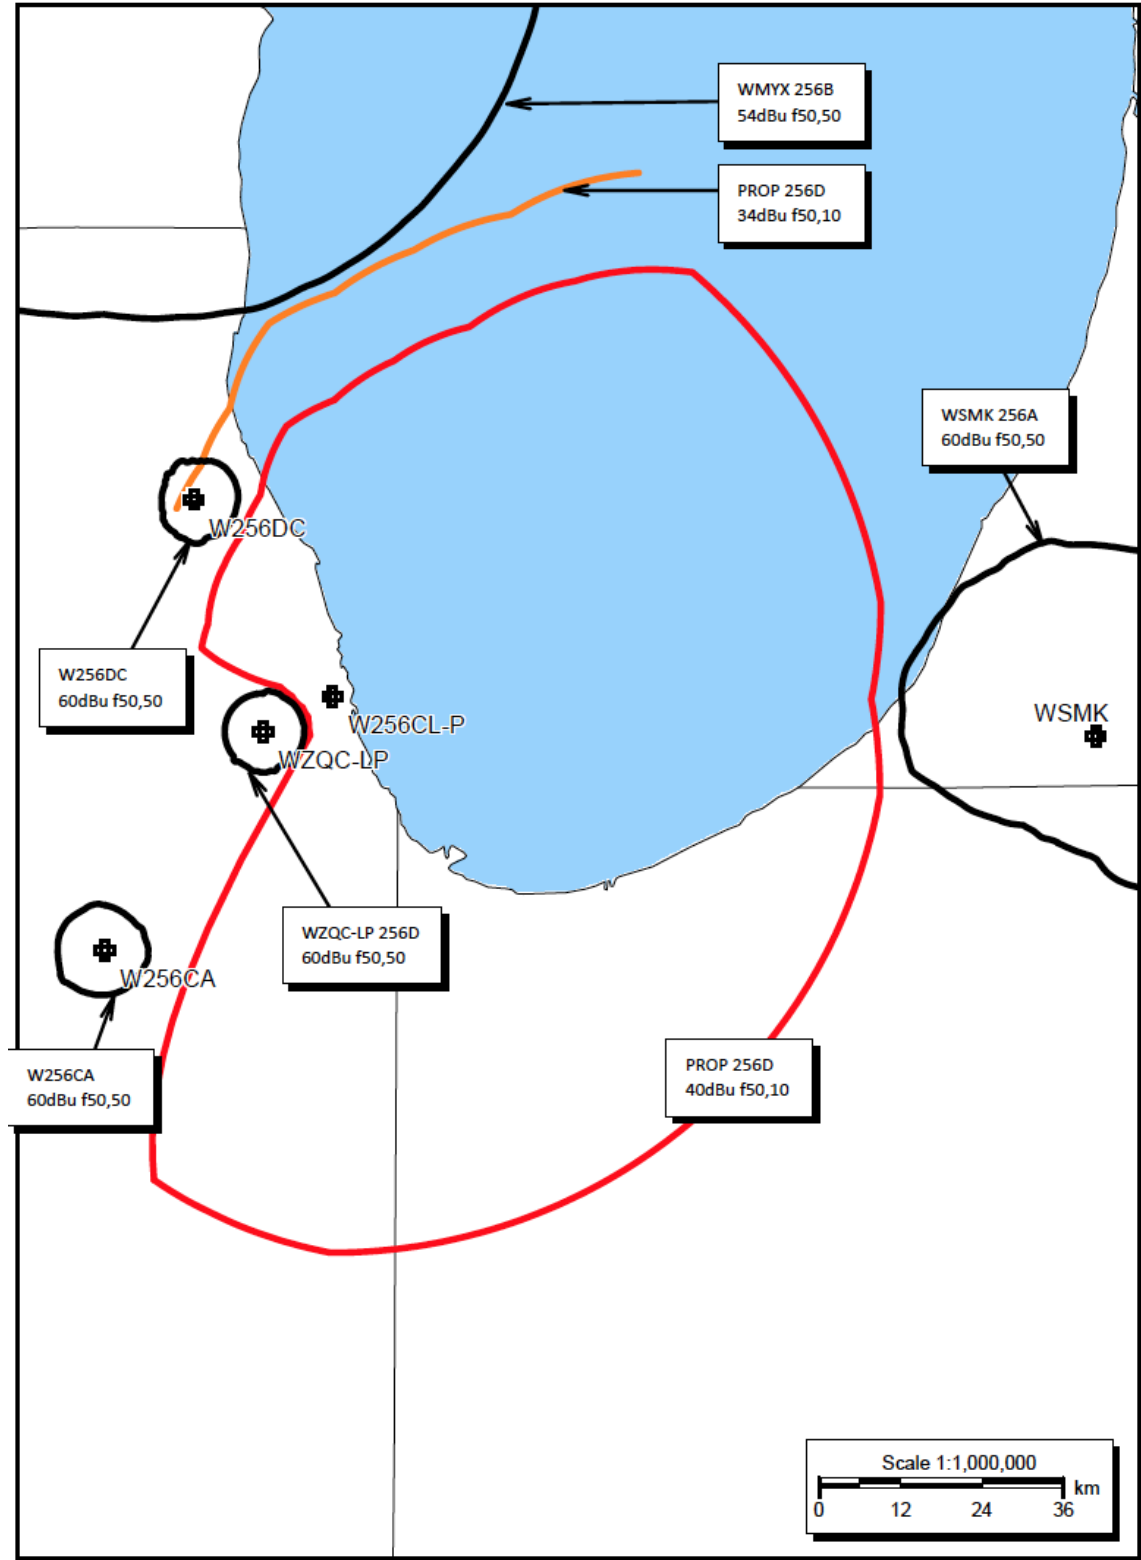 WMYX 256B
54dBu f50,50
PROP 256D
34dBu f50,10
WSMK 256A
60dBu f50,50
W256DC
W256DC
60dBu f50,50
W256CL-P
WSMK
WZQC-LP
WZQC-LP 256D
60dBu f50,50
W256CA
W256CA
60dBu f50,50
PROP 256D
40dBu f50,10
Scale 1:1,000,000
km
0 12 24 36